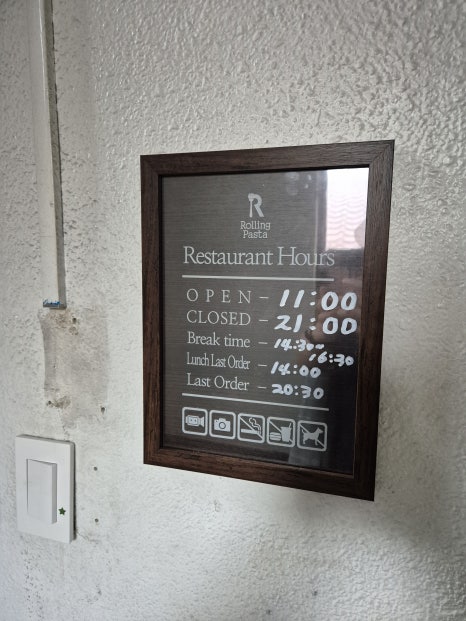 R
Rolling
Pasta
Restaurant Hours
OPEN - 11:00
CLOSED - 21:00
Break time - 14:30~
16:30
Lunch Last Order - 14:00
Last Order - 20:30